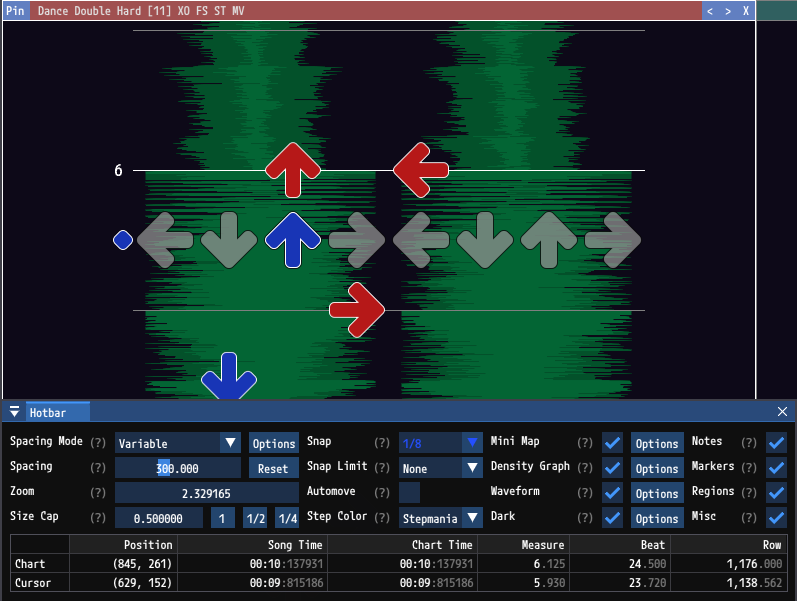 Pin Dance Double Hard [11] XO FS ST MV < > X
6
Hotbar
Spacing Mode (?) Variable Options Snap (?) 1/8 Mini Map (?) Options Notes (?)
Spacing (?) 300.000 Reset Snap Limit (?) None Density Graph (?) Options Markers (?)
Zoom (?) 2.329165 Automove (?) Waveform (?) Options Regions (?)
Size Cap (?) 0.500000 1 1/2 1/4 Step Color (?) Stepmania Dark (?) Options Misc (?)
Position Song Time Chart Time Measure Beat Row
Chart (845, 261) 00:10:137931 00:10:137931 6.125 24.500 1,176.000
Cursor (629, 152) 00:09:815186 00:09:815186 5.930 23.720 1,138.562